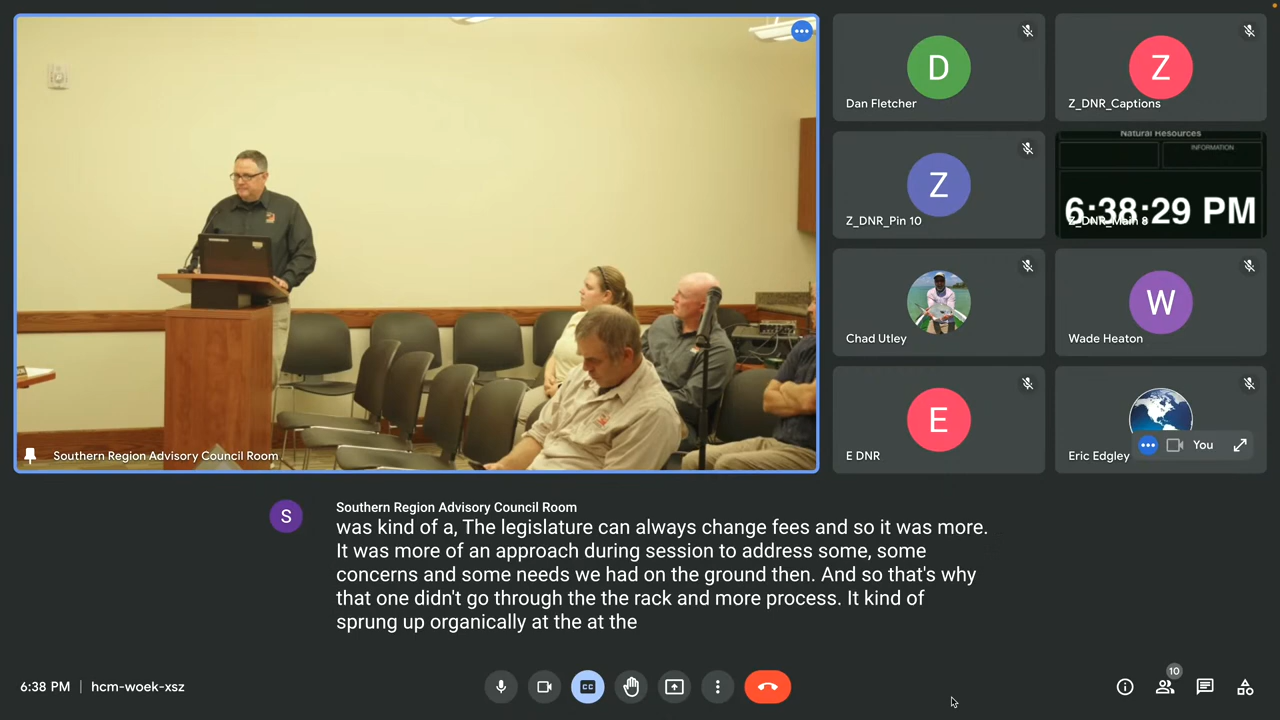 Southern Region Advisory Council Room
D
Dan Fletcher
Z
Z_DNR_Captions
Z
Z_DNR_Pin 10
Natural Resources
INFORMATION
6:38:29 PM
Z_DNR_Main 8
Chad Utley
W
Wade Heaton
E
E DNR
Eric Edgley
You
S
Southern Region Advisory Council Room
was kind of a, The legislature can always change fees and so it was more.
It was more of an approach during session to address some, some
concerns and some needs we had on the ground then. And so that's why
that one didn't go through the the rack and more process. It kind of
sprung up organically at the at the
6:38 PM | hcm-woek-xsz
CC
10